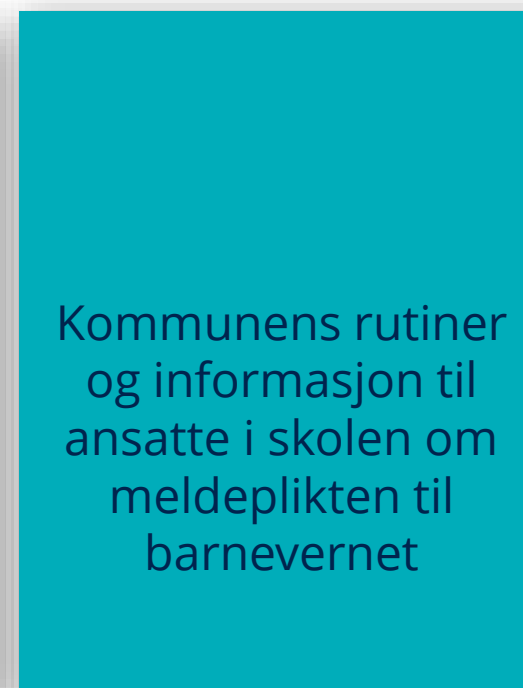 Kommunens rutiner
og informasjon til
ansatte i skolen om
meldeplikten til
barnevernet